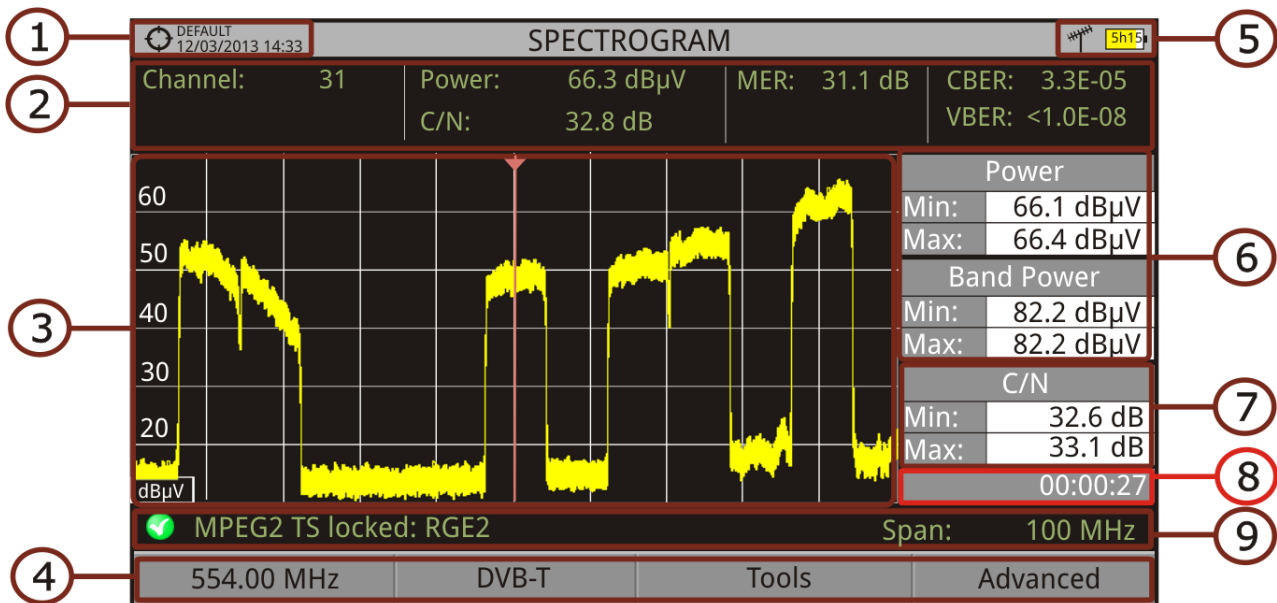 1
DEFAULT
12/03/2013 14:33
SPECTROGRAM
5h15
5
2
Channel: 31
Power: 66.3 dBµV
MER: 31.1 dB
CBER: 3.3E-05
C/N: 32.8 dB
VBER: <1.0E-08
3
60
50
40
30
20
dBµV
Power
Min: 66.1 dBµV
Max: 66.4 dBµV
Band Power
Min: 82.2 dBµV
Max: 82.2 dBµV
6
C/N
Min: 32.6 dB
Max: 33.1 dB
7
00:00:27
8
MPEG2 TS locked: RGE2
Span: 100 MHz
9
4
554.00 MHz
DVB-T
Tools
Advanced